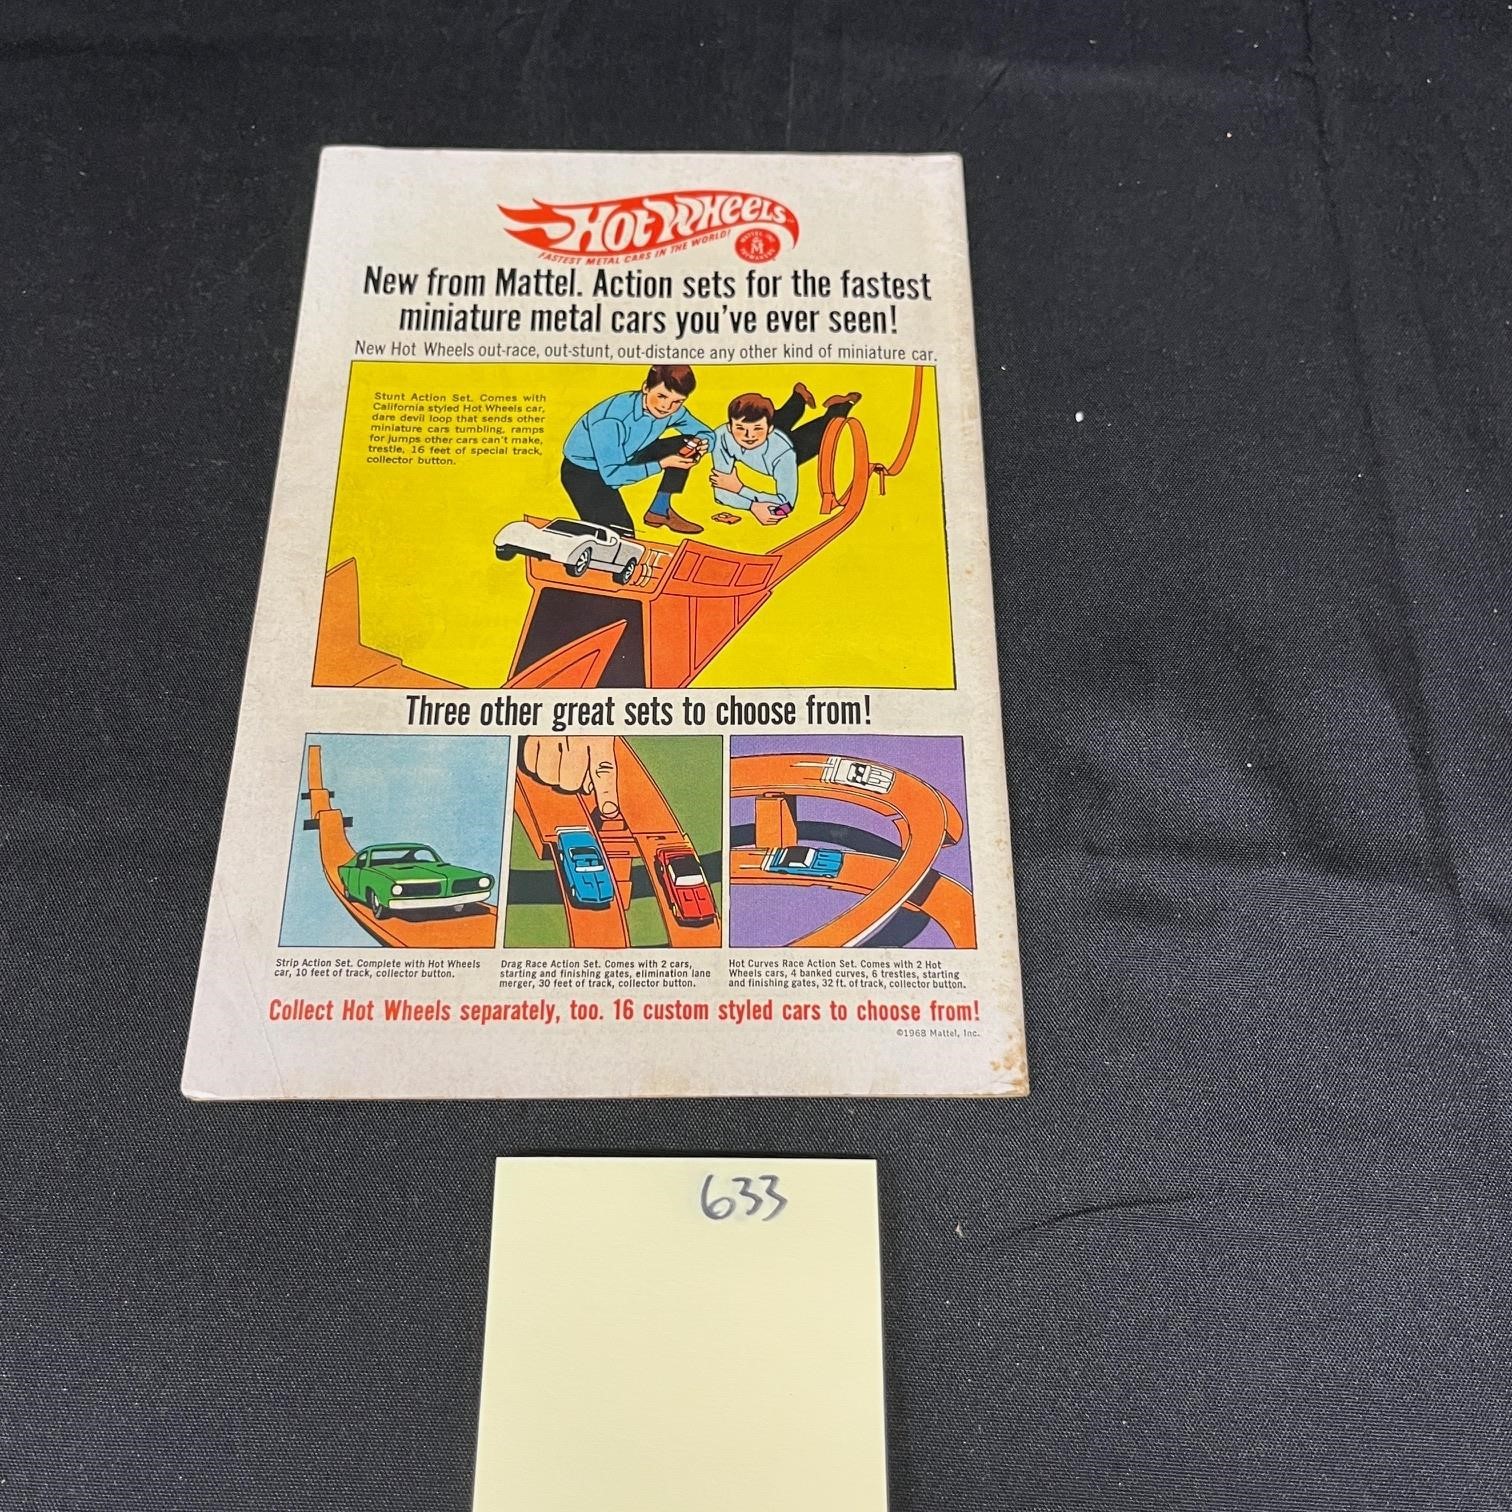 HOT WHEELS
FASTEST METAL CARS IN THE WORLD!
MATTEL, INC.
M
New from Mattel. Action sets for the fastest
miniature metal cars you've ever seen!
New Hot Wheels out-race, out-stunt, out-distance any other kind of miniature car.
Stunt Action Set. Comes with
California styled Hot Wheels car,
dare devil loop that sends other
miniature cars tumbling, ramps
for jumps other cars can't make,
trestle, 16 feet of special track,
collector button.
Three other great sets to choose from!
Strip Action Set. Complete with Hot Wheels
car, 10 feet of track, collector button.
Drag Race Action Set. Comes with 2 cars,
starting and finishing gates, elimination lane
merger, 30 feet of track, collector button.
Hot Curves Race Action Set. Comes with 2 Hot
Wheels cars, 4 banked curves, 6 trestles, starting
and finishing gates, 32 ft. of track, collector button.
Collect Hot Wheels separately, too. 16 custom styled cars to choose from!
©1968 Mattel, Inc.
633